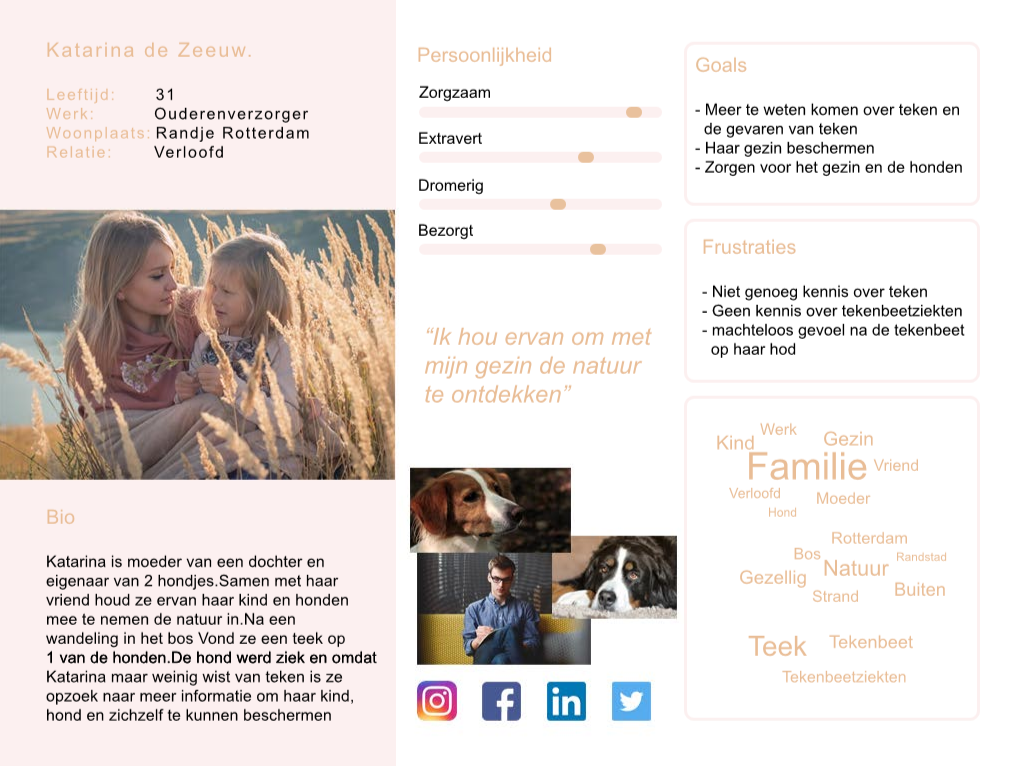 Katarina de Zeeuw.
Leeftijd: 31
Werk: Ouderenverzorger
Woonplaats: Randje Rotterdam
Relatie: Verloofd
Bio
Katarina is moeder van een dochter en
eigenaar van 2 hondjes.Samen met haar
vriend houd ze ervan haar kind en honden
mee te nemen de natuur in.Na een
wandeling in het bos Vond ze een teek op
1 van de honden.De hond werd ziek en omdat
Katarina maar weinig wist van teken is ze
opzoek naar meer informatie om haar kind,
hond en zichzelf te kunnen beschermen
Persoonlijkheid
Zorgzaam
Extravert
Dromerig
Bezorgt
“Ik hou ervan om met
mijn gezin de natuur
te ontdekken”
in
Goals
- Meer te weten komen over teken en
de gevaren van teken
- Haar gezin beschermen
- Zorgen voor het gezin en de honden
Frustraties
- Niet genoeg kennis over teken
- Geen kennis over tekenbeetziekten
- machteloos gevoel na de tekenbeet
op haar hod
Werk
Kind Gezin
Familie Vriend
Verloofd Moeder
Hond
Rotterdam
Bos Randstad
Gezellig Natuur
Strand Buiten
Teek Tekenbeet
Tekenbeetziekten